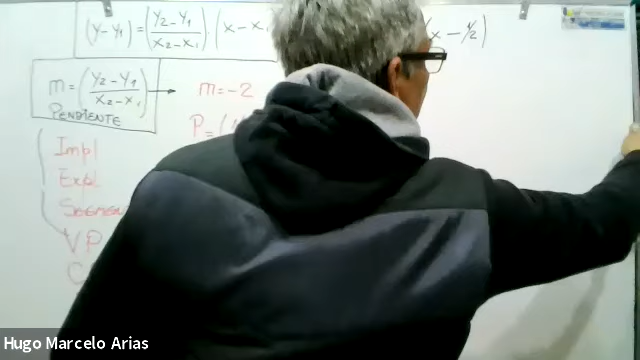 (y-y₁) = (y₂-y₁ / x₂-x₁) · (x-x₁ x-1/2)
m = (y₂-y₁ / x₂-x₁) → m=-2
PENDIENTE
P=(
Impl
Expl
Segmen
VP
C
Hugo Marcelo Arias